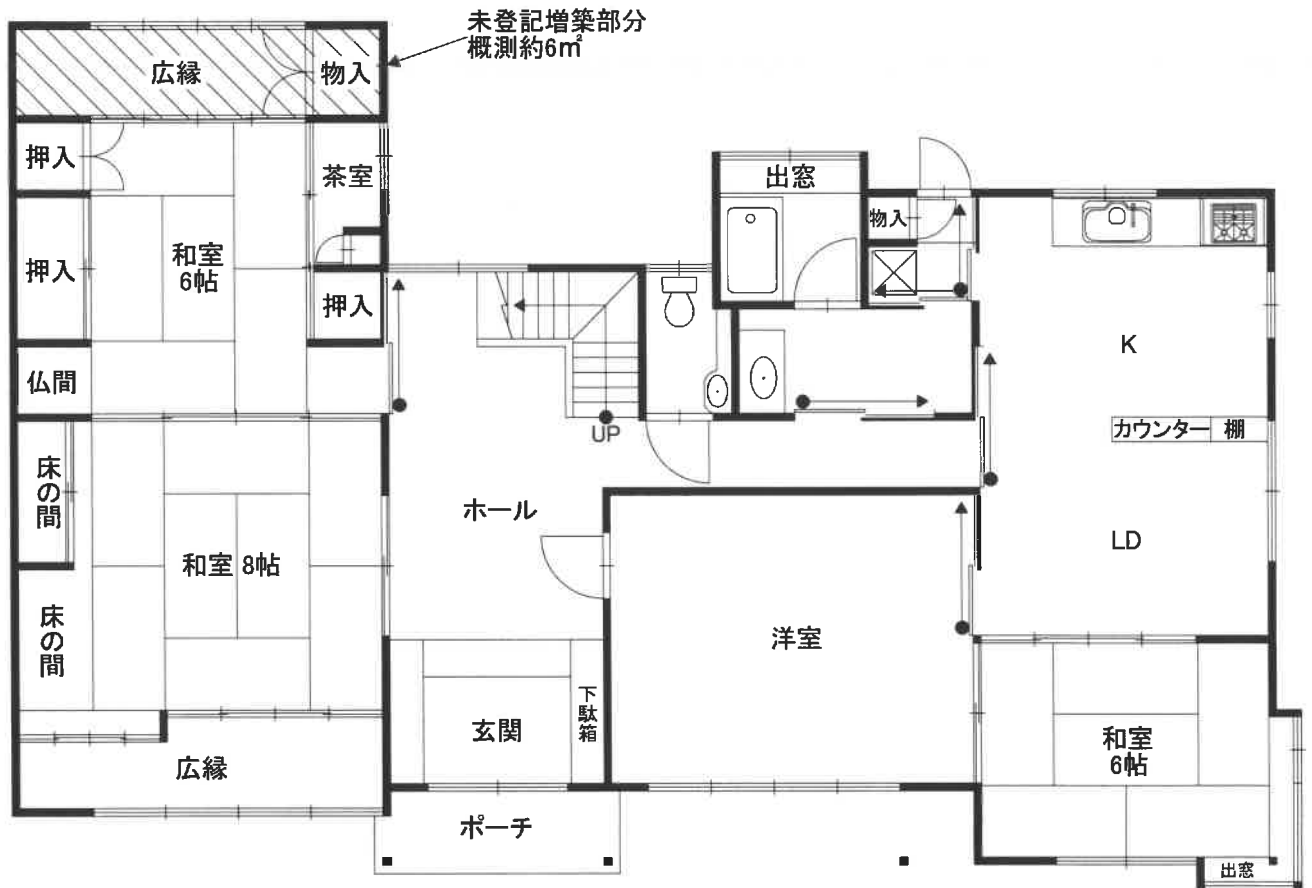 未登記増築部分
概測約6㎡
広縁
物入
押入
茶室
出窓
物入
和室
6帖
押入
押入
K
仏間
カウンター
棚
UP
床の間
ホール
和室 8帖
LD
床の間
洋室
下駄箱
玄関
和室
6帖
広縁
ポーチ
出窓